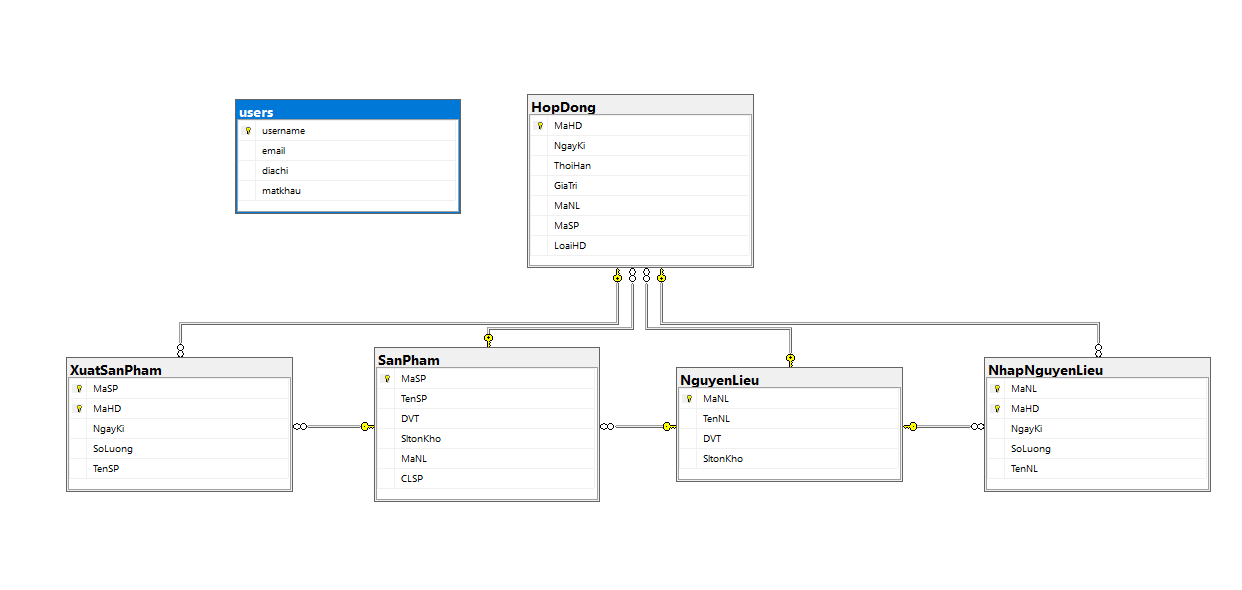 users
username
email
diachi
matkhau
HopDong
MaHD
NgayKi
ThoiHan
GiaTri
MaNL
MaSP
LoaiHD
XuatSanPham
MaSP
MaHD
NgayKi
SoLuong
TenSP
SanPham
MaSP
TenSP
DVT
SltonKho
MaNL
CLSP
NguyenLieu
MaNL
TenNL
DVT
SltonKho
NhapNguyenLieu
MaNL
MaHD
NgayKi
SoLuong
TenNL